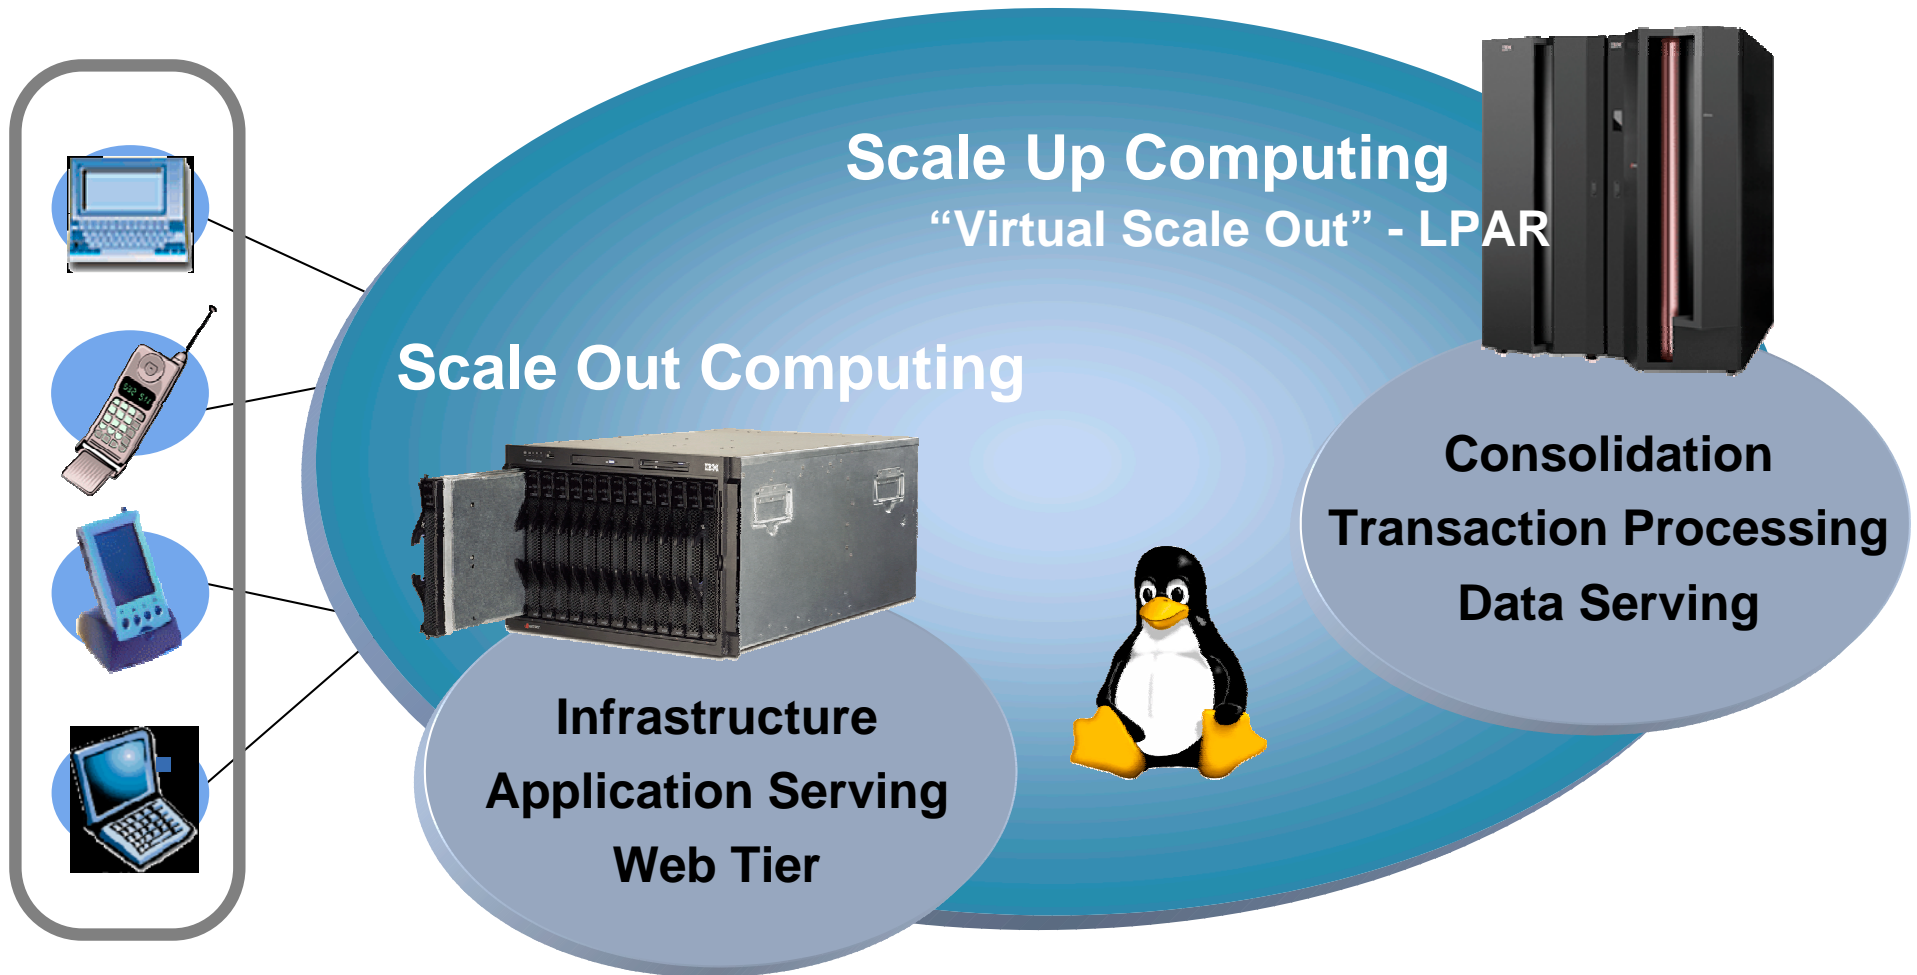 Scale Up Computing
“Virtual Scale Out” - LPAR
Scale Out Computing
IBM
Consolidation
Transaction Processing
Data Serving
Infrastructure
Application Serving
Web Tier